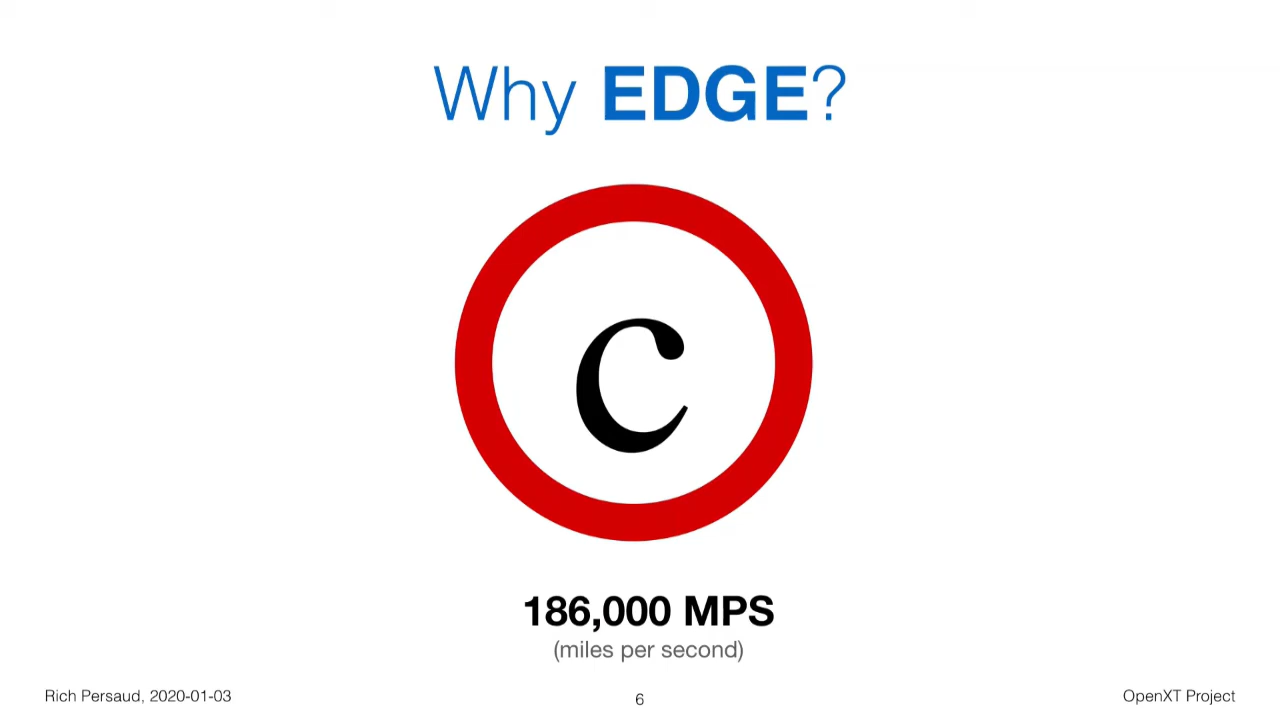 Why EDGE?
c
186,000 MPS
(miles per second)
Rich Persaud, 2020-01-03
6
OpenXT Project